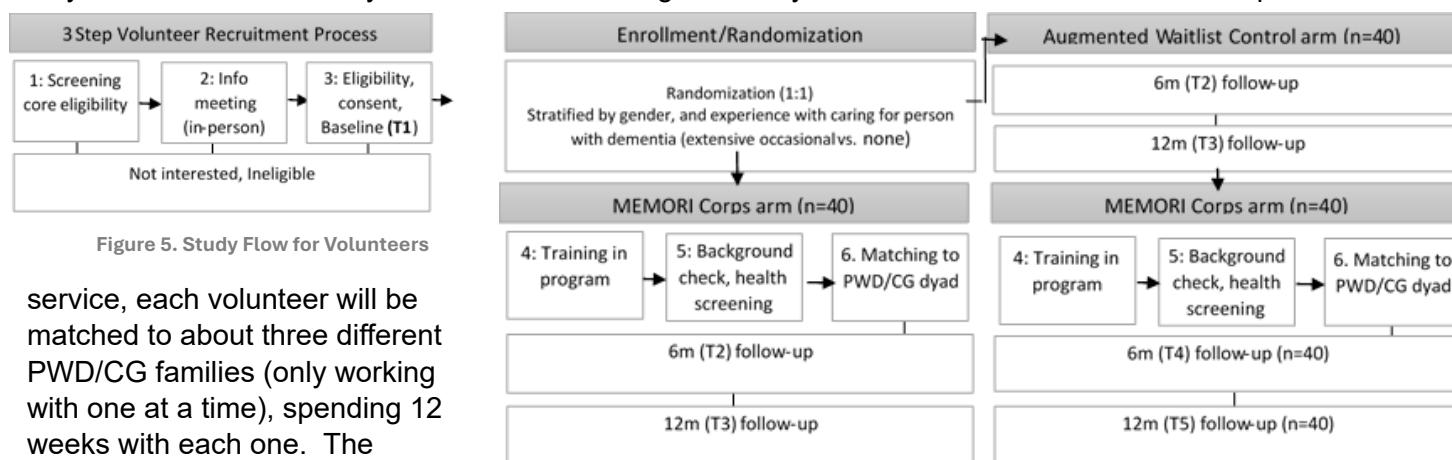 3 Step Volunteer Recruitment Process
1: Screening
core eligibility
2: Info
meeting
(in-person)
3: Eligibility,
consent,
Baseline (T1)
Not interested, Ineligible
Figure 5. Study Flow for Volunteers
service, each volunteer will be
matched to about three different
PWD/CG families (only working
with one at a time), spending 12
weeks with each one. The
Enrollment/Randomization
Randomization (1:1)
Stratified by gender, and experience with caring for person
with dementia (extensive occasional vs. none)
MEMORI Corps arm (n=40)
4: Training in
program
5: Background
check, health
screening
6. Matching to
PWD/CG dyad
6m (T2) follow-up
12m (T3) follow-up
Augmented Waitlist Control arm (n=40)
6m (T2) follow-up
12m (T3) follow-up
MEMORI Corps arm (n=40)
4: Training in
program
5: Background
check, health
screening
6. Matching to
PWD/CG dyad
6m (T4) follow-up (n=40)
12m (T5) follow-up (n=40)